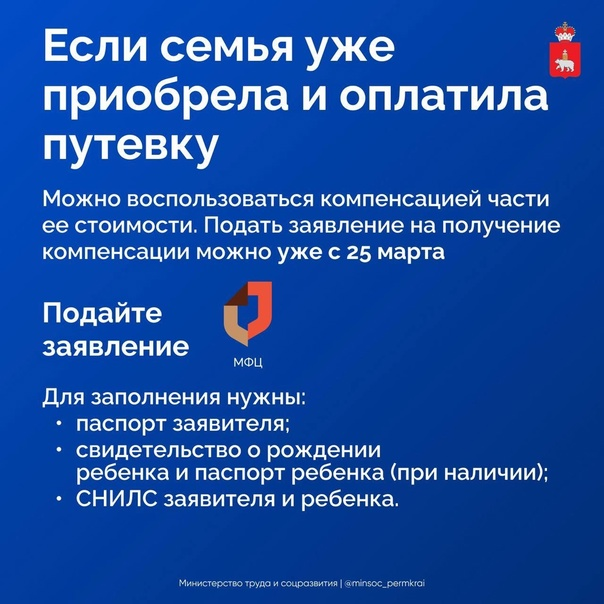 Если семья уже
приобрела и оплатила
путевку
Можно воспользоваться компенсацией части
ее стоимости. Подать заявление на получение
компенсации можно уже с 25 марта
Подайте
заявление
МФЦ
Для заполнения нужны:
• паспорт заявителя;
• свидетельство о рождении
ребенка и паспорт ребенка (при наличии);
• СНИЛС заявителя и ребенка.
Министерство труда и соцразвития | @minsoc_permkrai